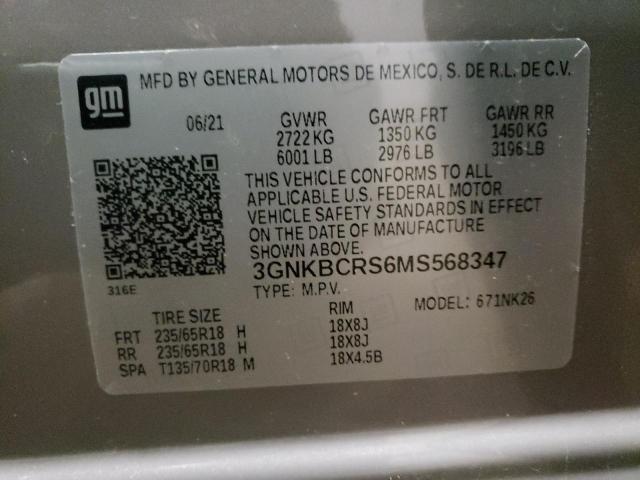 gm
MFD BY GENERAL MOTORS DE MEXICO, S. DE R.L. DE C.V.
06/21 GVWR GAWR FRT GAWR RR
2722 KG 1350 KG 1450 KG
6001 LB 2976 LB 3196 LB
THIS VEHICLE CONFORMS TO ALL
APPLICABLE U.S. FEDERAL MOTOR
VEHICLE SAFETY STANDARDS IN EFFECT
ON THE DATE OF MANUFACTURE
SHOWN ABOVE.
3GNKBCRS6MS568347
316E
TYPE: M.P.V. MODEL: 671NK26
TIRE SIZE RIM
FRT 235/65R18 H 18X8J
RR 235/65R18 H 18X8J
SPA T135/70R18 M 18X4.5B